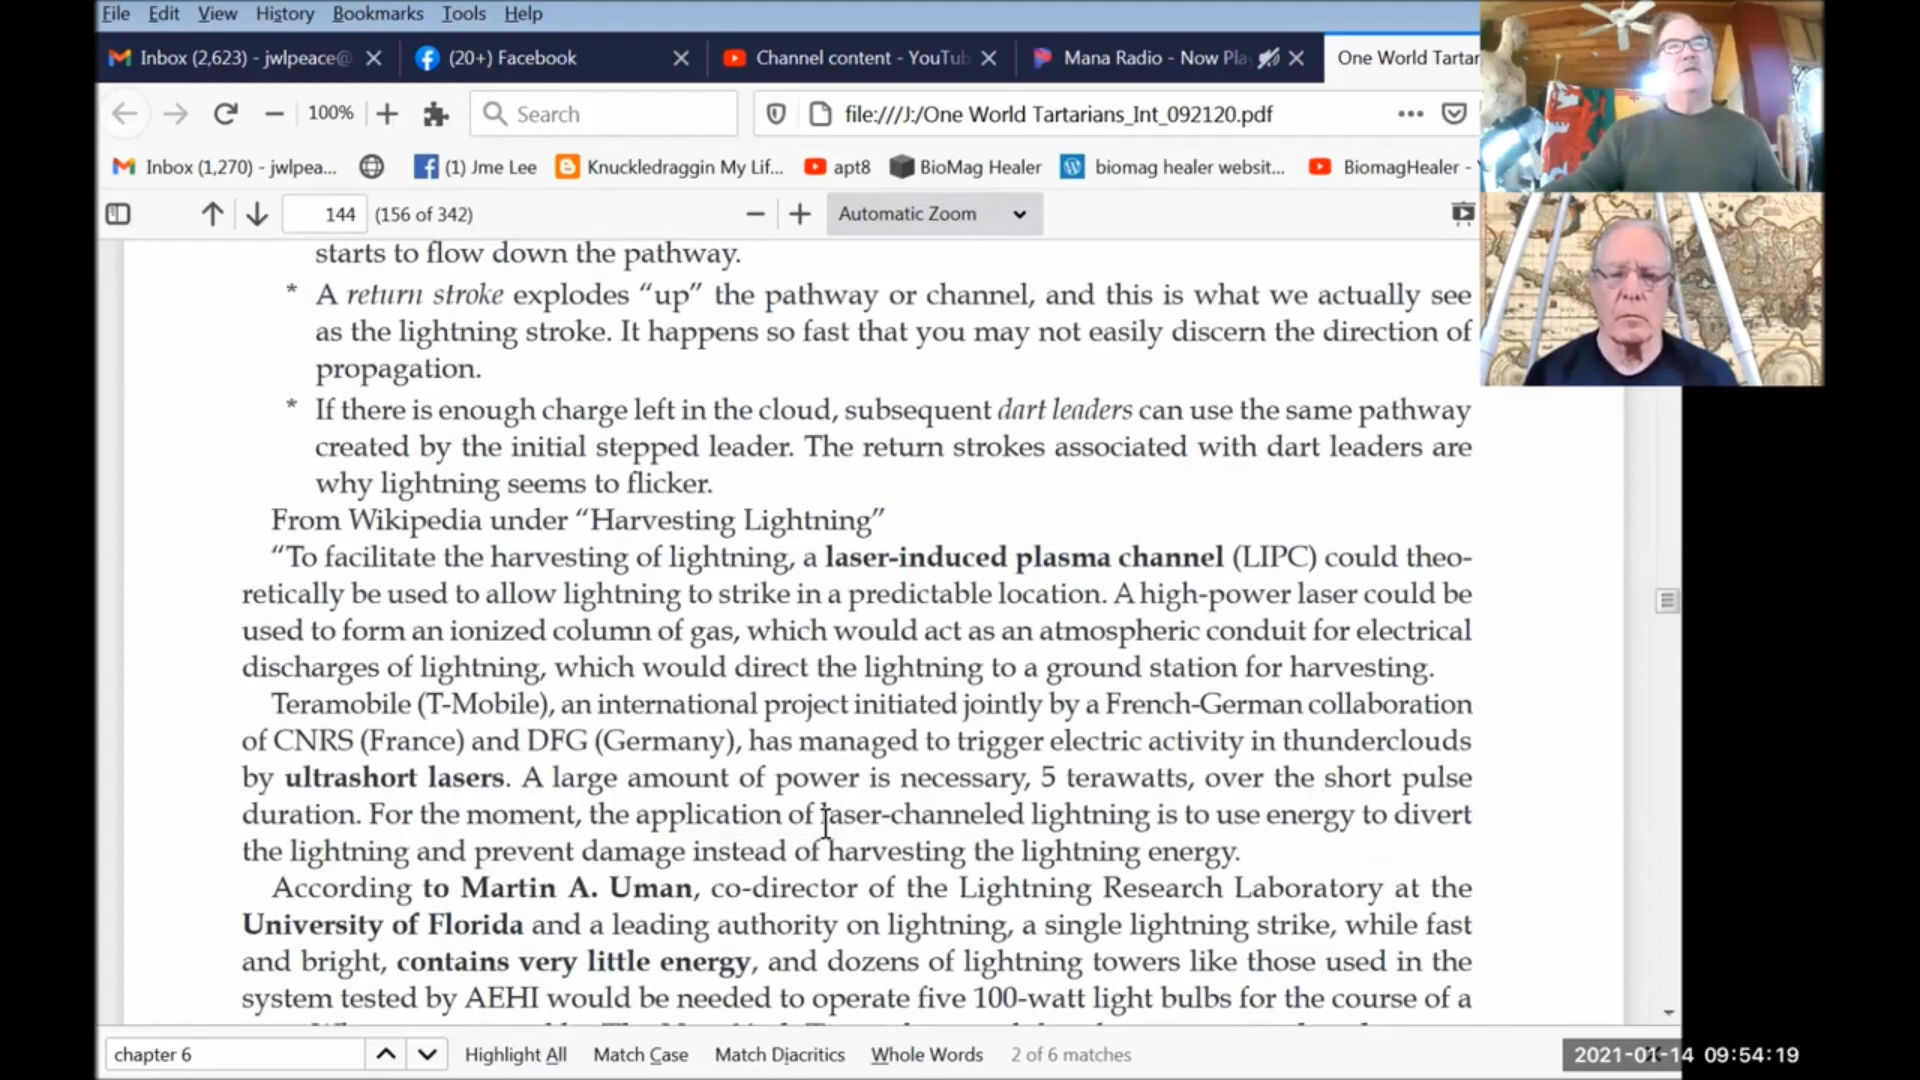 File Edit View History Bookmarks Tools Help
Inbox (2,623) - jwlpeace@ (20+) Facebook Channel content - YouTub Mana Radio - Now Pla One World Tartar
100% Search file:///J:/One World Tartarians_Int_092120.pdf
Inbox (1,270) - jwlpea... (1) Jme Lee Knuckledraggin My Lif... apt8 BioMag Healer biomag healer websit... BiomagHealer -
144 (156 of 342) Automatic Zoom
starts to flow down the pathway.
* A return stroke explodes “up” the pathway or channel, and this is what we actually see
as the lightning stroke. It happens so fast that you may not easily discern the direction of
propagation.
* If there is enough charge left in the cloud, subsequent dart leaders can use the same pathway
created by the initial stepped leader. The return strokes associated with dart leaders are
why lightning seems to flicker.
From Wikipedia under “Harvesting Lightning”
“To facilitate the harvesting of lightning, a laser-induced plasma channel (LIPC) could theo-
retically be used to allow lightning to strike in a predictable location. A high-power laser could be
used to form an ionized column of gas, which would act as an atmospheric conduit for electrical
discharges of lightning, which would direct the lightning to a ground station for harvesting.
Teramobile (T-Mobile), an international project initiated jointly by a French-German collaboration
of CNRS (France) and DFG (Germany), has managed to trigger electric activity in thunderclouds
by ultrashort lasers. A large amount of power is necessary, 5 terawatts, over the short pulse
duration. For the moment, the application of laser-channeled lightning is to use energy to divert
the lightning and prevent damage instead of harvesting the lightning energy.
According to Martin A. Uman, co-director of the Lightning Research Laboratory at the
University of Florida and a leading authority on lightning, a single lightning strike, while fast
and bright, contains very little energy, and dozens of lightning towers like those used in the
system tested by AEHI would be needed to operate five 100-watt light bulbs for the course of a
chapter 6 Highlight All Match Case Match Diacritics Whole Words 2 of 6 matches
2021-01-14 09:54:19